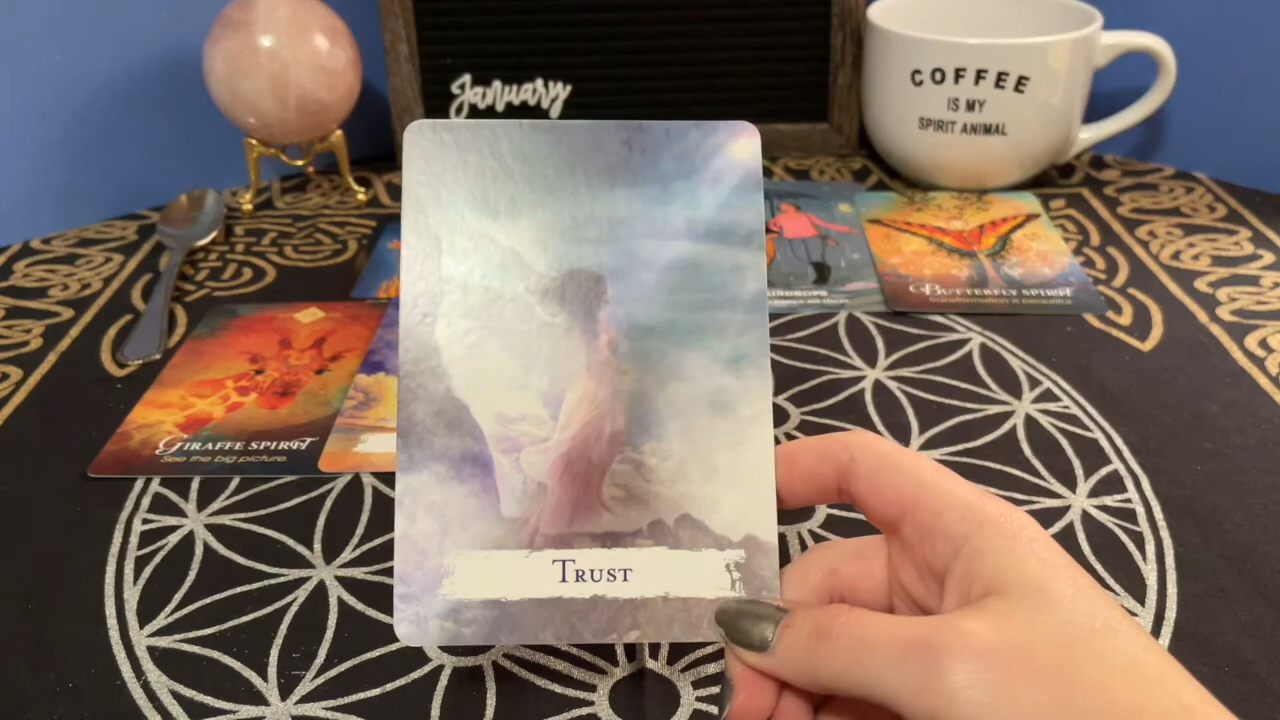 January
COFFEE
IS MY
SPIRIT ANIMAL
BUTTERFLY SPIRIT
Transformation is beautiful.
GIRAFFE SPIRIT
See the big picture.
TRUST